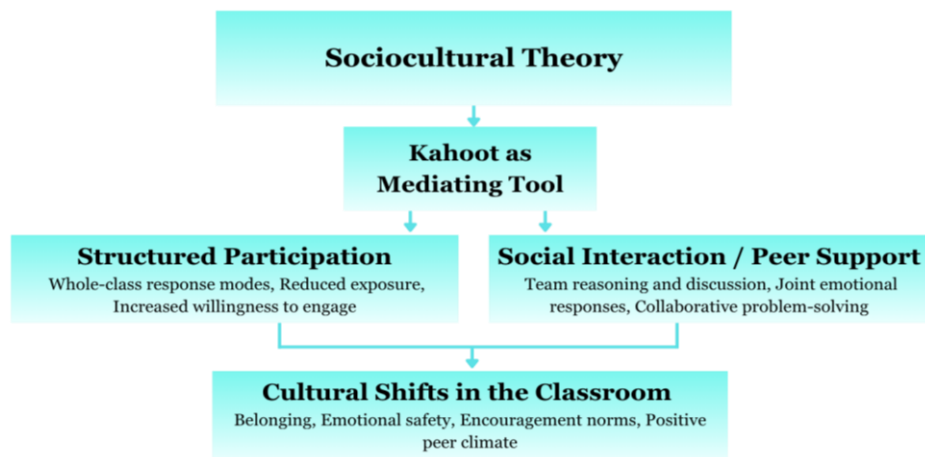 Sociocultural Theory
Kahoot as
Mediating Tool
Structured Participation
Whole-class response modes, Reduced exposure,
Increased willingness to engage
Social Interaction / Peer Support
Team reasoning and discussion, Joint emotional
responses, Collaborative problem-solving
Cultural Shifts in the Classroom
Belonging, Emotional safety, Encouragement norms, Positive
peer climate